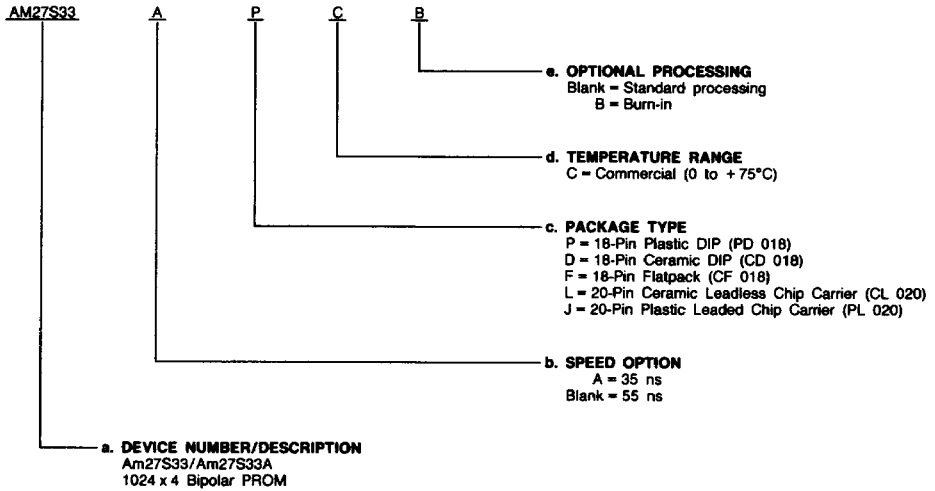 AM27S33 A P C B
e. OPTIONAL PROCESSING
Blank = Standard processing
B = Burn-in
d. TEMPERATURE RANGE
C = Commercial (0 to +75°C)
c. PACKAGE TYPE
P = 18-Pin Plastic DIP (PD 018)
D = 18-Pin Ceramic DIP (CD 018)
F = 18-Pin Flatpack (CF 018)
L = 20-Pin Ceramic Leadless Chip Carrier (CL 020)
J = 20-Pin Plastic Leaded Chip Carrier (PL 020)
b. SPEED OPTION
A = 35 ns
Blank = 55 ns
a. DEVICE NUMBER/DESCRIPTION
Am27S33/Am27S33A
1024 x 4 Bipolar PROM